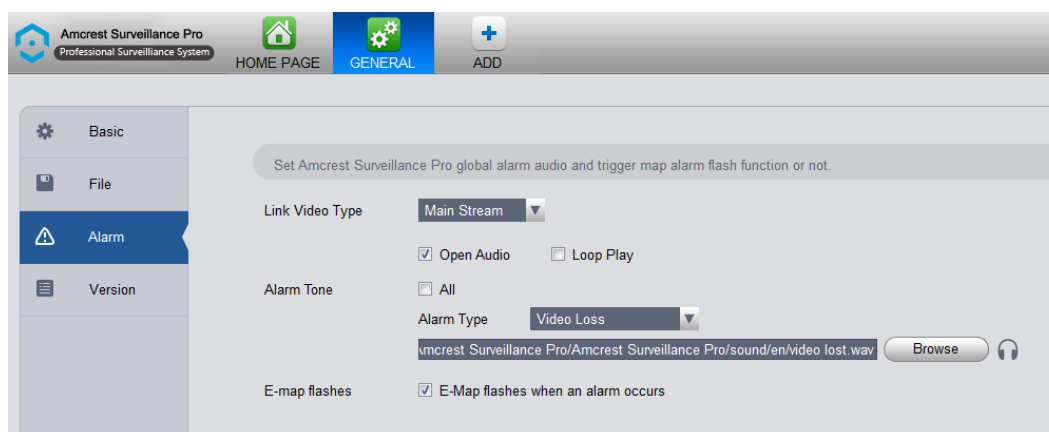 Amcrest Surveillance Pro
Professional Surveilliance System
HOME PAGE GENERAL ADD
Basic
Set Amcrest Surveillance Pro global alarm audio and trigger map alarm flash function or not.
File
Link Video Type Main Stream
Alarm
Open Audio Loop Play
Version Alarm Tone All
Alarm Type Video Loss
Amcrest Surveillance Pro/Amcrest Surveillance Pro/sound/en/video lost.wav Browse
E-map flashes E-Map flashes when an alarm occurs